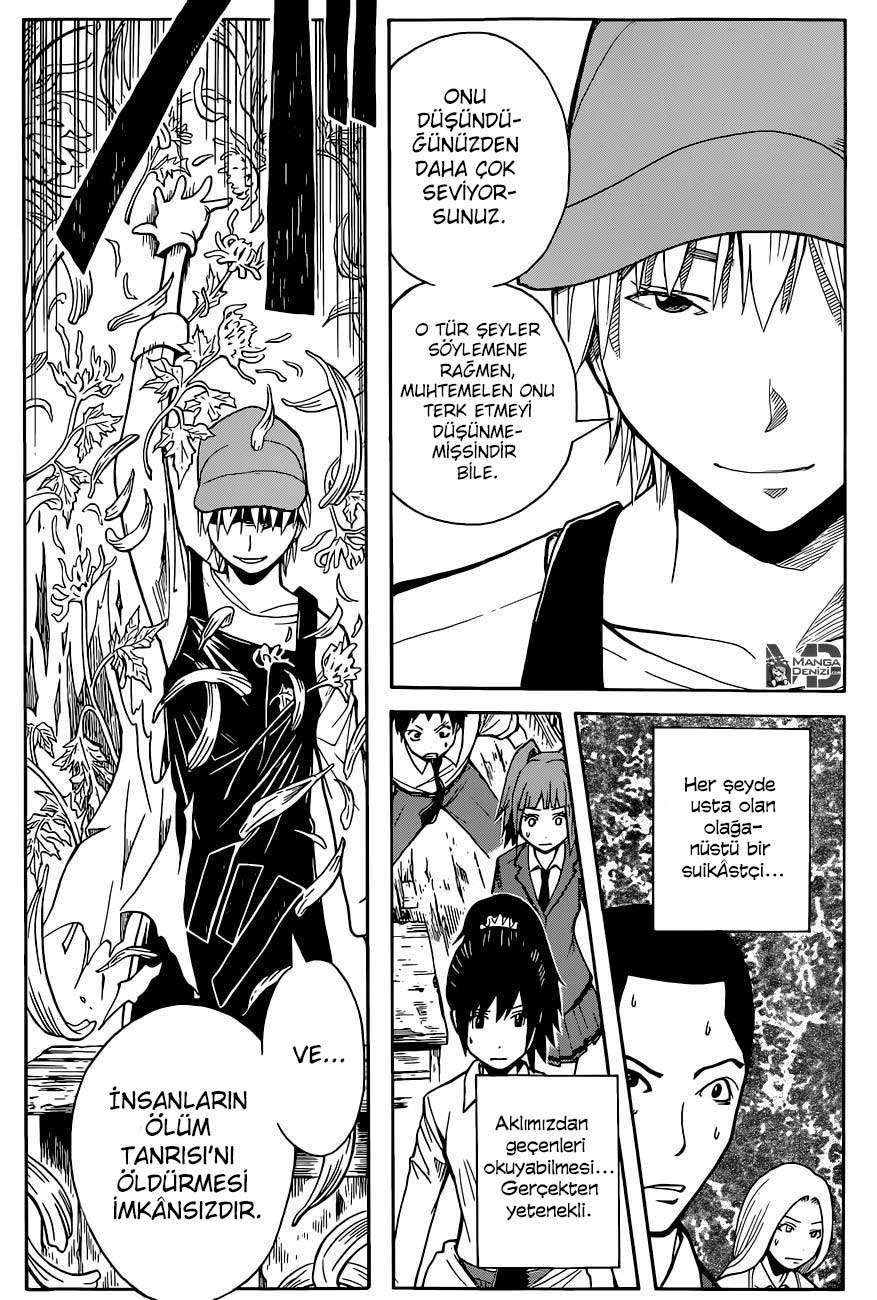 ONU
DÜŞÜNDÜ-
ĞÜNÜZDEN
DAHA ÇOK
SEVİYOR-
SUNUZ.
O TÜR ŞEYLER
SÖYLEMENE
RAĞMEN,
MUHTEMELEN ONU
TERK ETMEYİ
DÜŞÜNME-
MİŞSİNDİR
BİLE.
VE...
İNSANLARIN
ÖLÜM
TANRISI'NI
ÖLDÜRMESİ
İMKÂNSIZDIR.
MANGA
DENİZİ.com
Her şeyde
usta olan
olağa-
nüstü bir
suikÂstçi...
Aklımızdan
geçenleri
okuyabilmesi...
Gerçekten
yetenekli.